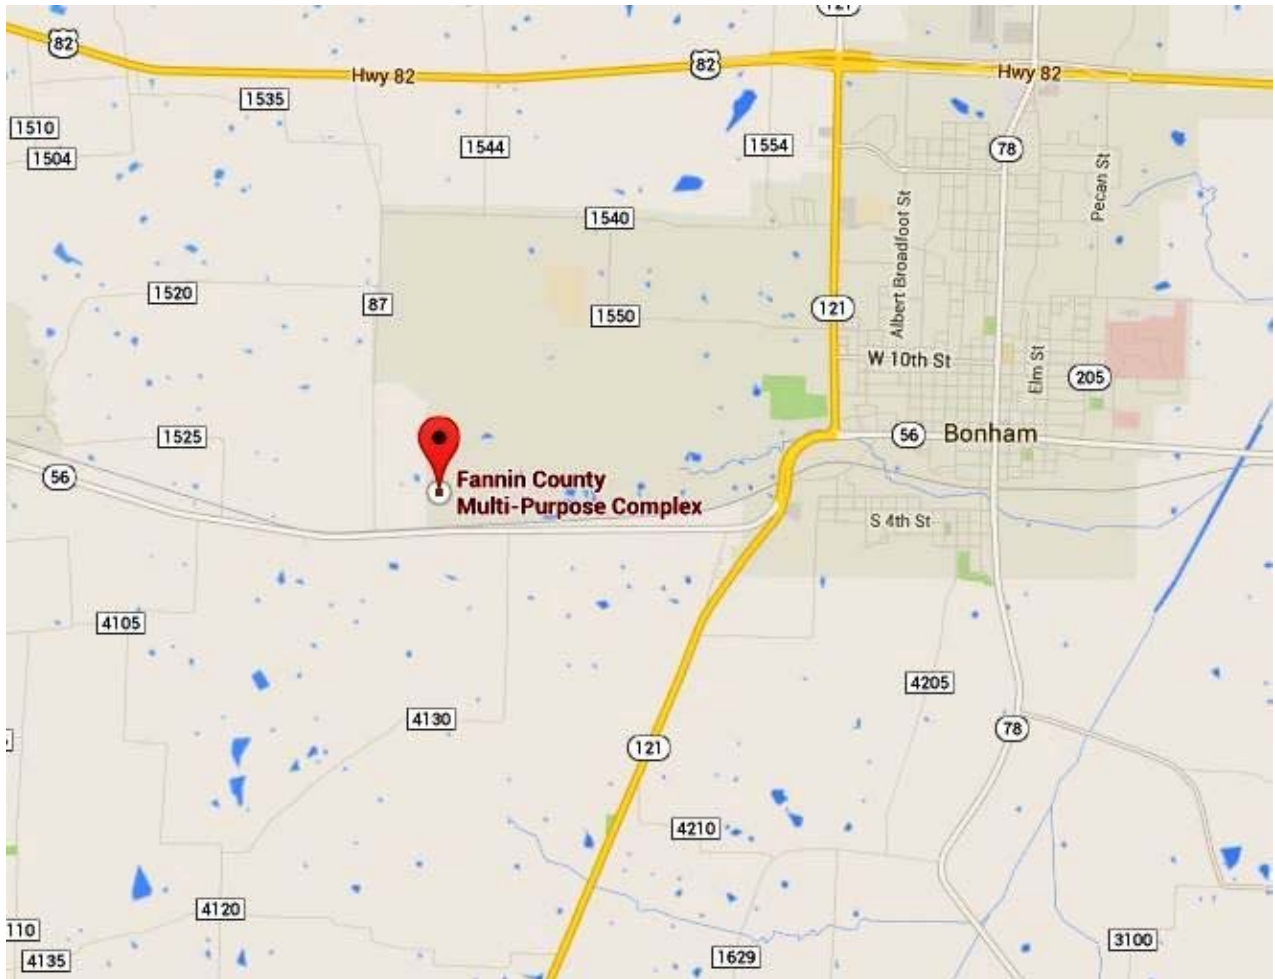 121
82
Hwy 82
82
Hwy 82
1535
1510
1504
1544
1554
78
Pecan St
1540
Albert Broadfoot St
1520
87
1550
121
W 10th St
Elm St
205
1525
56
56
Bonham
Fannin County
Multi-Purpose Complex
S 4th St
4105
4205
4130
78
121
4210
4120
110
4135
1629
3100